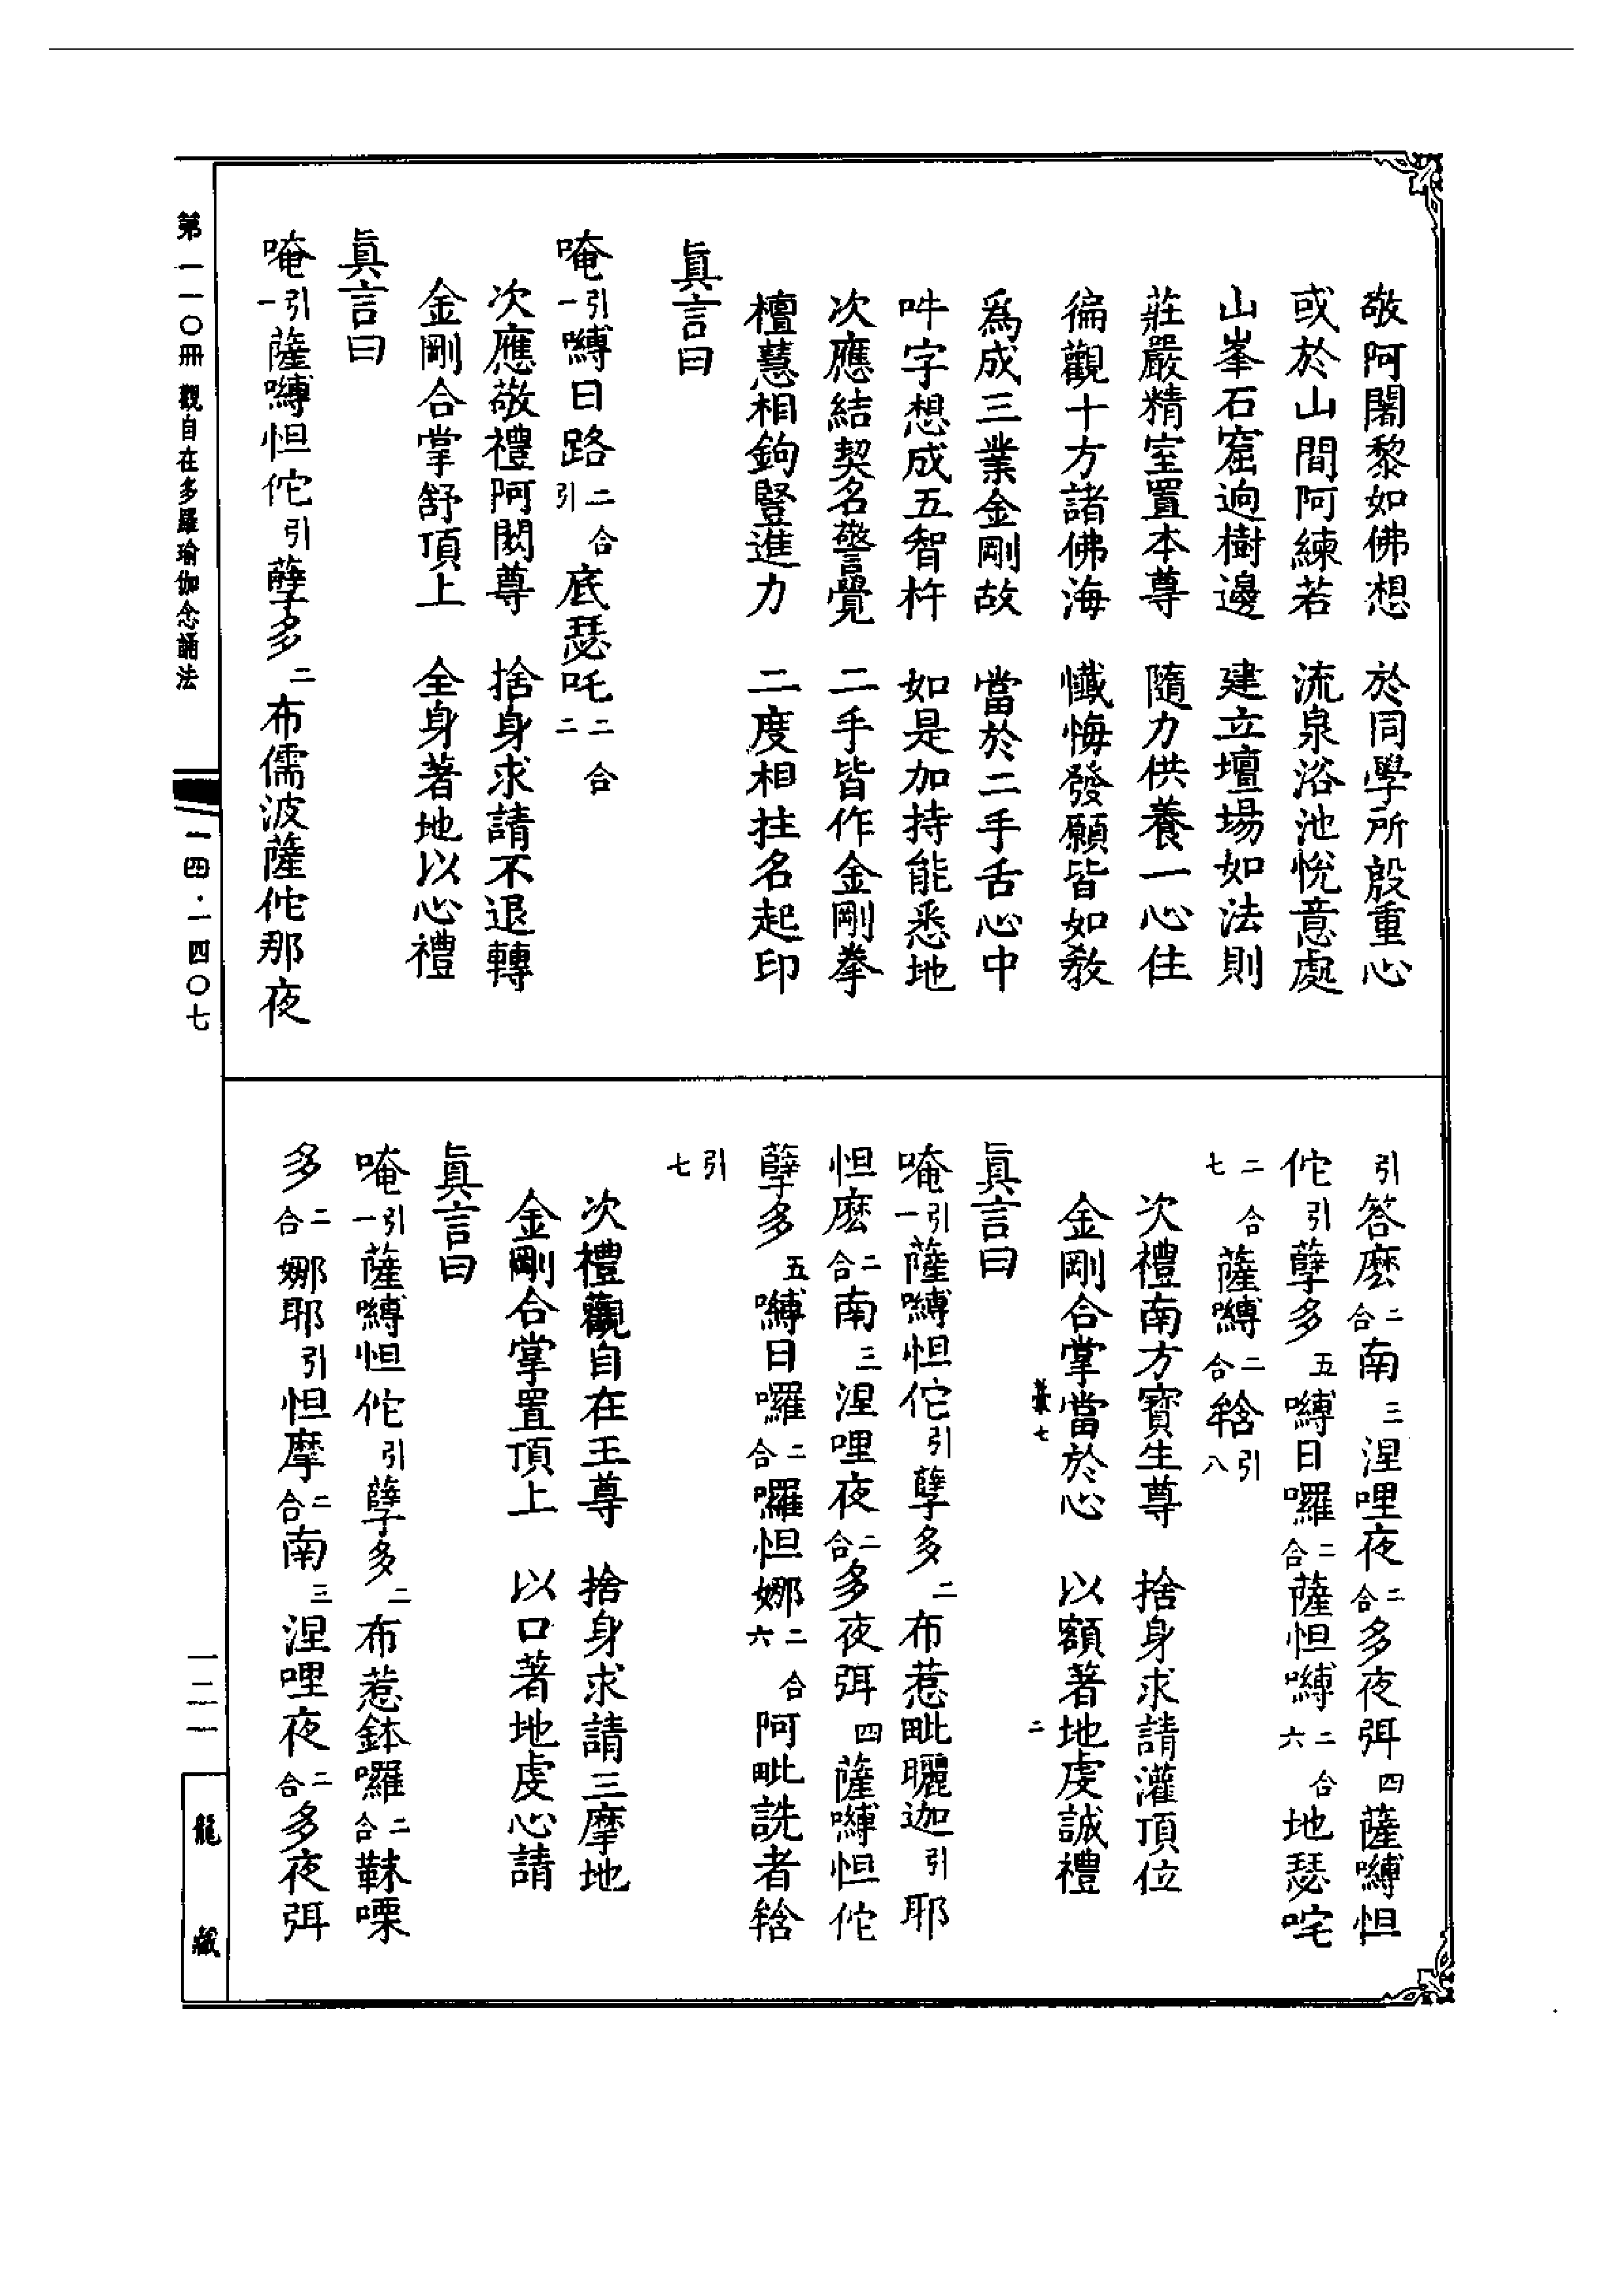 敬阿闍黎如佛想　於同學所殷重心
或於山間阿練若　流泉浴池悅意處
山峯石窟迥樹邊　建立壇場如法則
莊嚴精室置本尊　隨力供養一心住
徧觀十方諸佛海　懺悔發願皆如教
爲成三業金剛故　當於二手舌心中
吽字想成五智杵　如是加持能悉地
次應結契名警覺　二手皆作金剛拳
檀慧相鉤豎進力　二度相拄名起印
眞言曰
唵引一嚩日路二合引底瑟吒二合二
次應敬禮阿閦尊　捨身求請不退轉
金剛合掌舒頂上　全身著地以心禮
眞言曰
唵引一薩嚩怛佗引孽多二布儒波薩佗那夜
引答麽二合南三涅哩夜二合多夜弭四薩嚩怛
佗引孽多五嚩日囉二合薩怛嚩二合六地瑟咤
二合七薩嚩二合𤚥引八
次禮南方寶生尊　捨身求請灌頂位
金剛合掌當於心　以額著地虔誠禮
七
二
眞言曰
唵引一薩嚩怛佗引孽多二布惹毗曬迦引耶
怛麽二合南三涅哩夜二合多夜弭四薩嚩怛佗
孽多五嚩日囉二合囉怛娜二合六阿毗詵者𤚥
引七
次禮觀自在王尊　捨身求請三摩地
金剛合掌置頂上　以口著地虔心請
眞言曰
唵引一薩嚩怛佗引孽多二布惹鉢囉二合靺㗚
多二合娜耶引怛摩二合南三涅哩夜二合多夜弭
第一一〇冊　觀自在多羅瑜伽念誦法
一四·一四〇七
一二一
龍藏